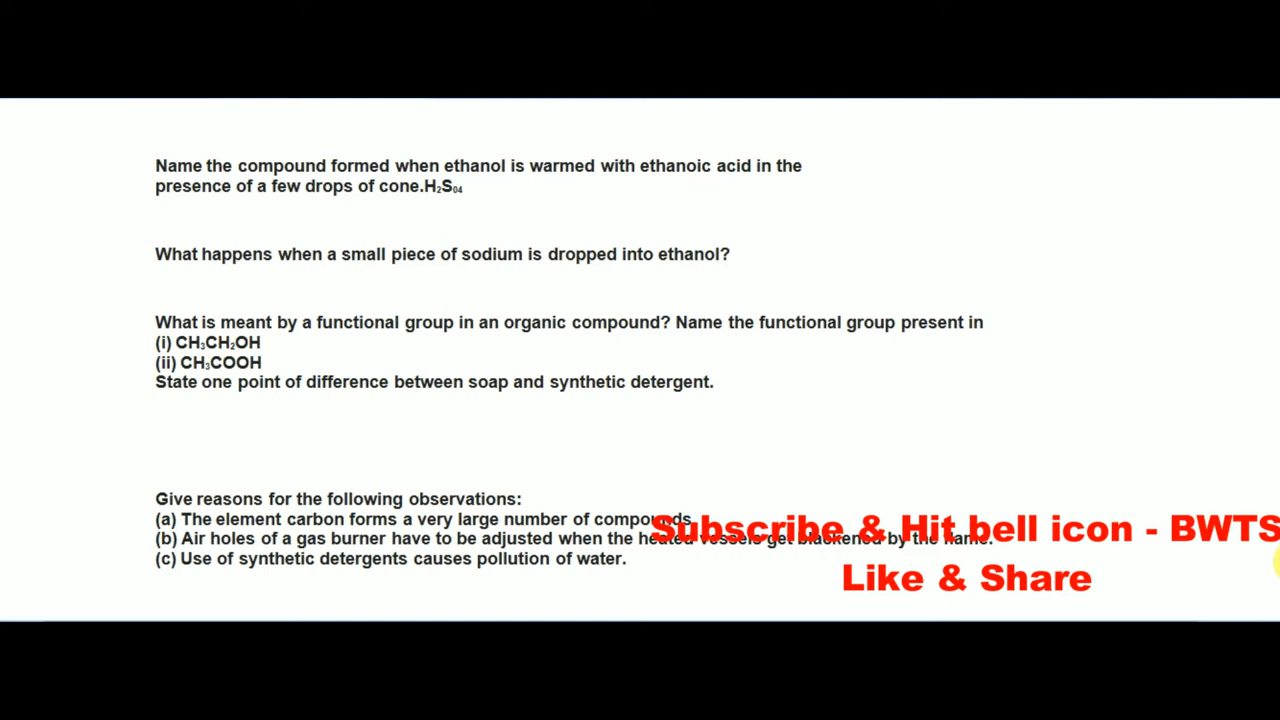 Name the compound formed when ethanol is warmed with ethanoic acid in the
presence of a few drops of cone.H₂S₀₄
What happens when a small piece of sodium is dropped into ethanol?
What is meant by a functional group in an organic compound? Name the functional group present in
(i) CH₃CH₂OH
(ii) CH₃COOH
State one point of difference between soap and synthetic detergent.
Give reasons for the following observations:
(a) The element carbon forms a very large number of compounds.
(b) Air holes of a gas burner have to be adjusted when the heated vessels get blackened by the flame.
(c) Use of synthetic detergents causes pollution of water.
Subscribe & Hit bell icon - BWTS
Like & Share